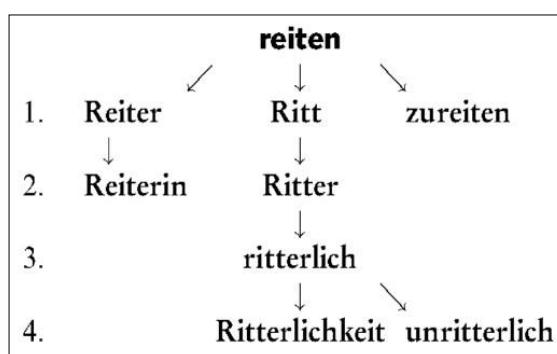 reiten
1. Reiter Ritt zureiten
2. Reiterin Ritter
3. ritterlich
4. Ritterlichkeit unritterlich